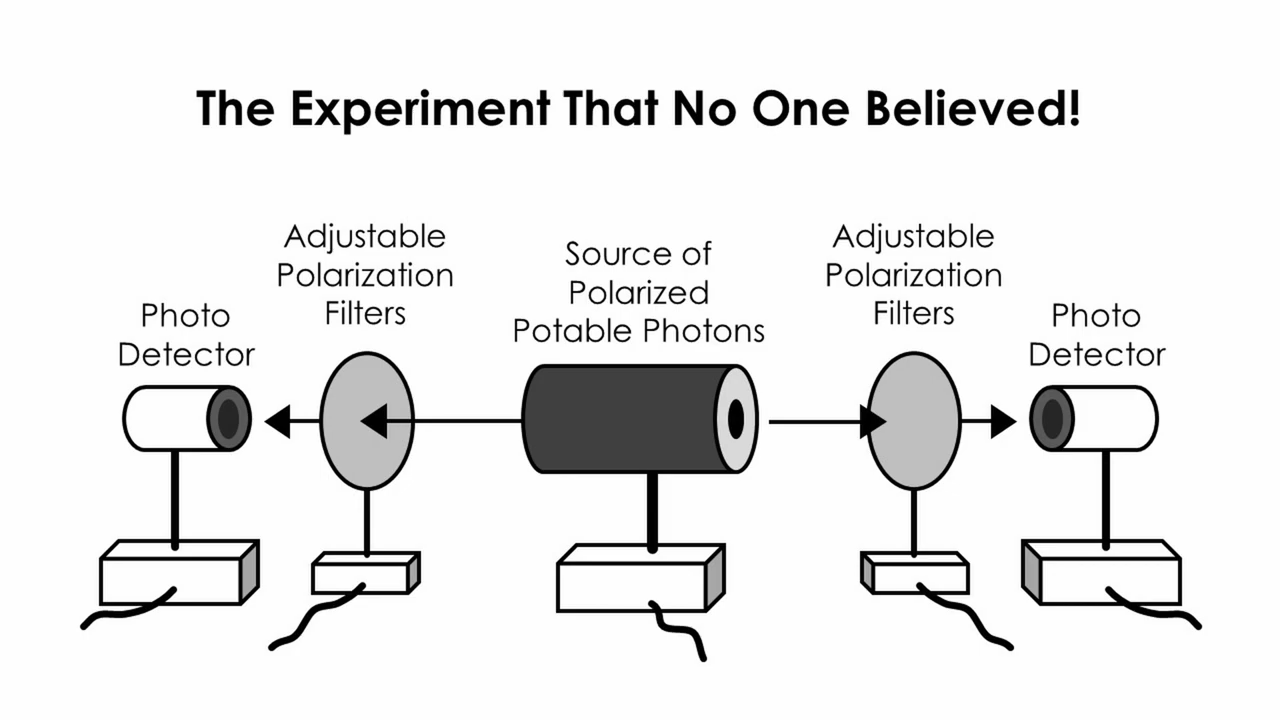 The Experiment That No One Believed!
Photo
Detector
Adjustable
Polarization
Filters
Source of
Polarized
Potable Photons
Adjustable
Polarization
Filters
Photo
Detector